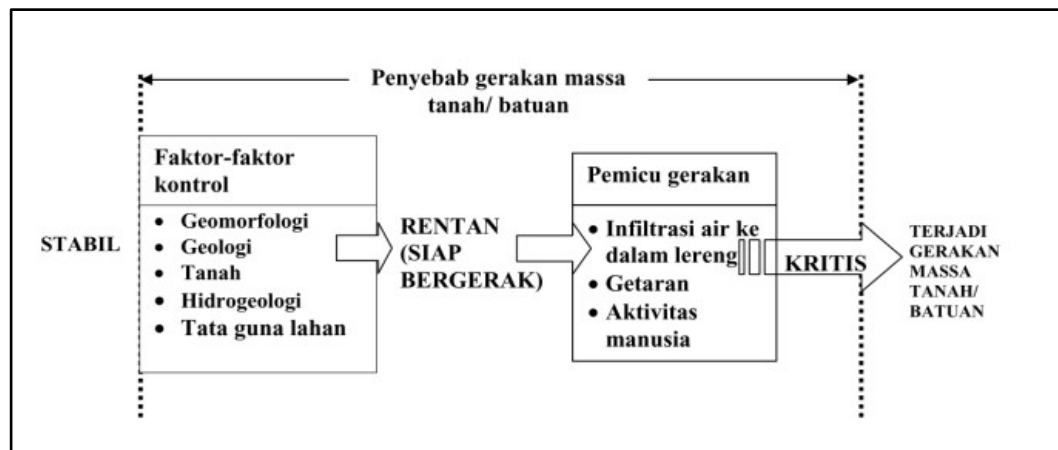 Penyebab gerakan massa
tanah/ batuan
STABIL
Faktor-faktor
kontrol
• Geomorfologi
• Geologi
• Tanah
• Hidrogeologi
• Tata guna lahan
RENTAN
(SIAP
BERGERAK)
Pemicu gerakan
• Infiltrasi air ke
dalam lereng
• Getaran
• Aktivitas
manusia
KRITIS
TERJADI
GERAKAN
MASSA
TANAH/
BATUAN